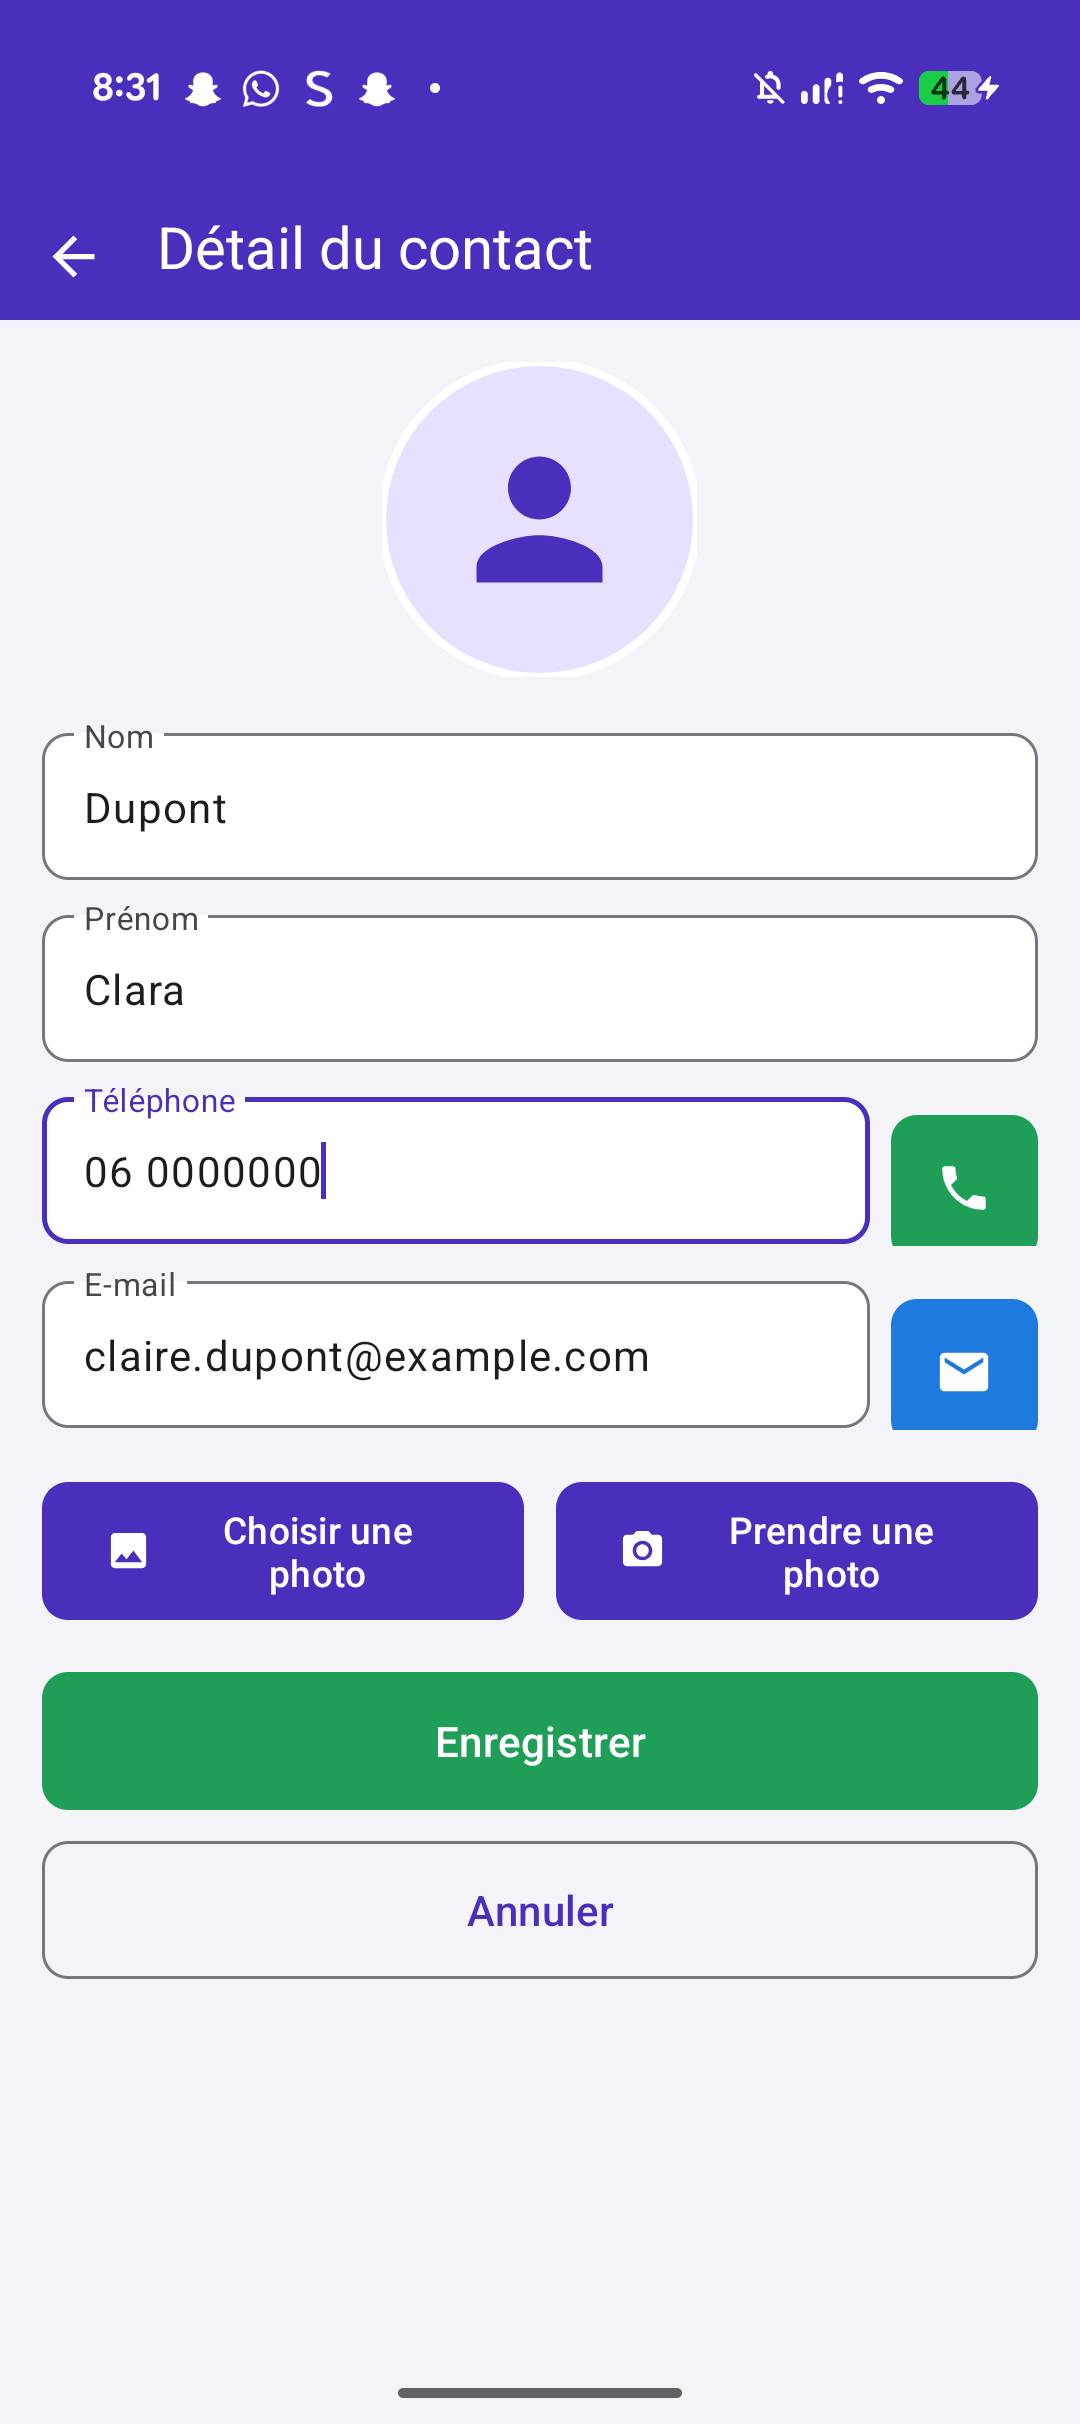 8:31
44
Détail du contact
Nom
Dupont
Prénom
Clara
Téléphone
06 0000000
E-mail
claire.dupont@example.com
Choisir une
photo
Prendre une
photo
Enregistrer
Annuler